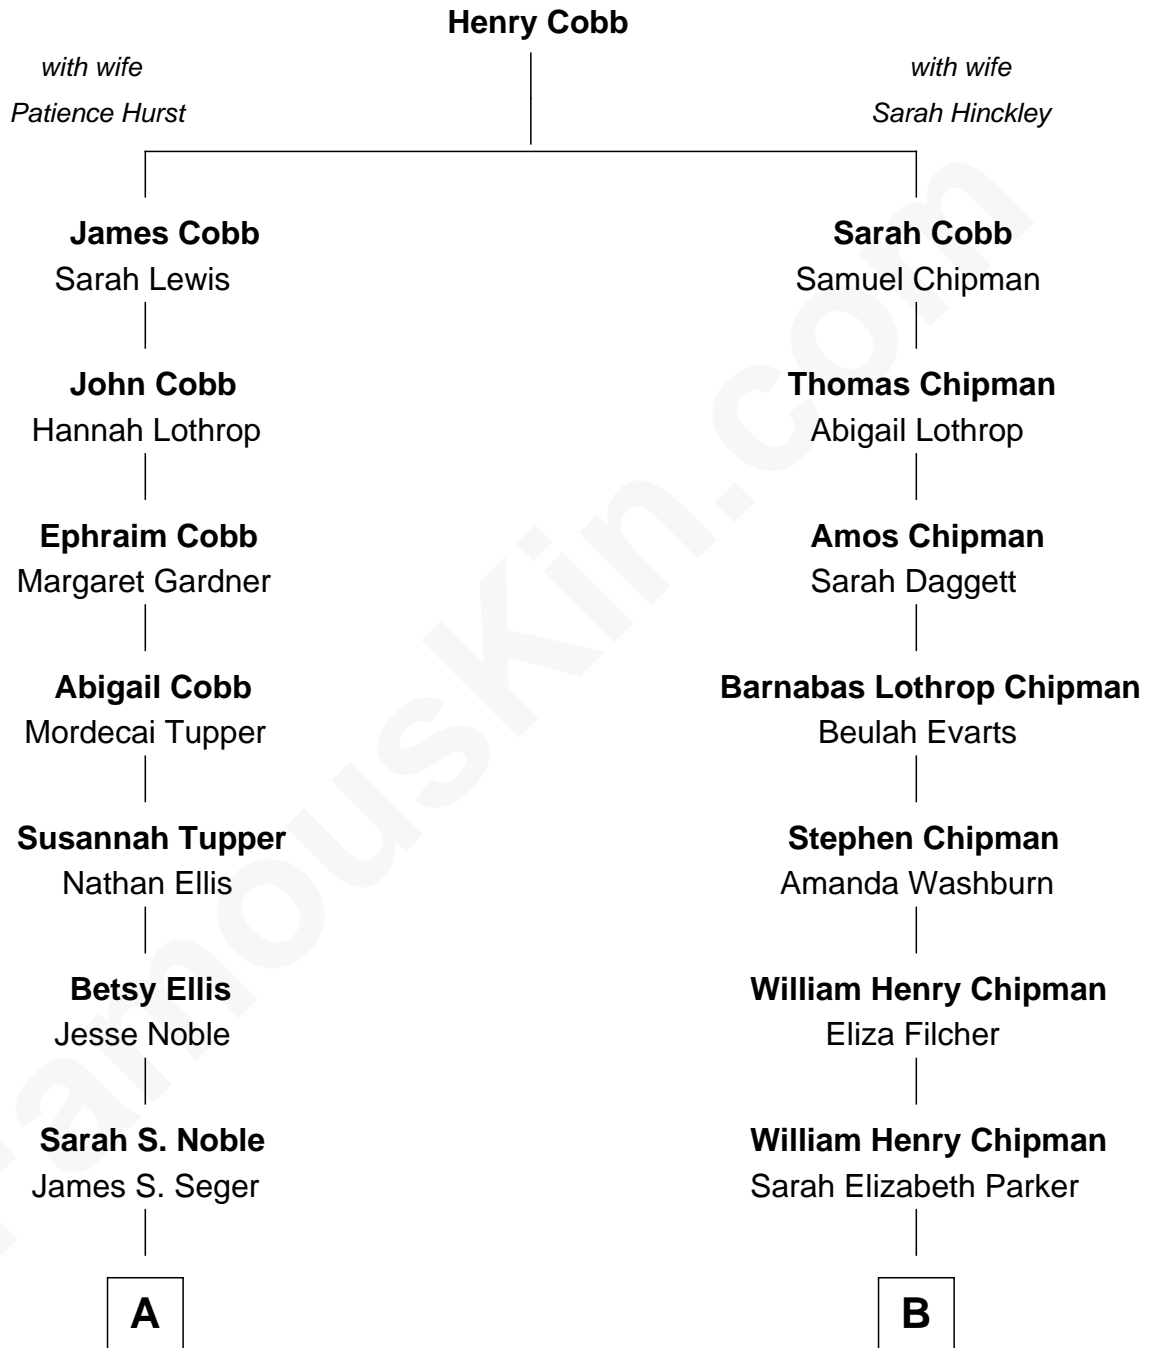 Henry Cobb
with wife
Patience Hurst
with wife
Sarah Hinckley
James Cobb
Sarah Lewis
Sarah Cobb
Samuel Chipman
John Cobb
Hannah Lothrop
Thomas Chipman
Abigail Lothrop
Ephraim Cobb
Margaret Gardner
Amos Chipman
Sarah Daggett
Abigail Cobb
Mordecai Tupper
Barnabas Lothrop Chipman
Beulah Evarts
Susannah Tupper
Nathan Ellis
Stephen Chipman
Amanda Washburn
Betsy Ellis
Jesse Noble
William Henry Chipman
Eliza Filcher
Sarah S. Noble
James S. Seger
William Henry Chipman
Sarah Elizabeth Parker
A
B
FamousKin.com